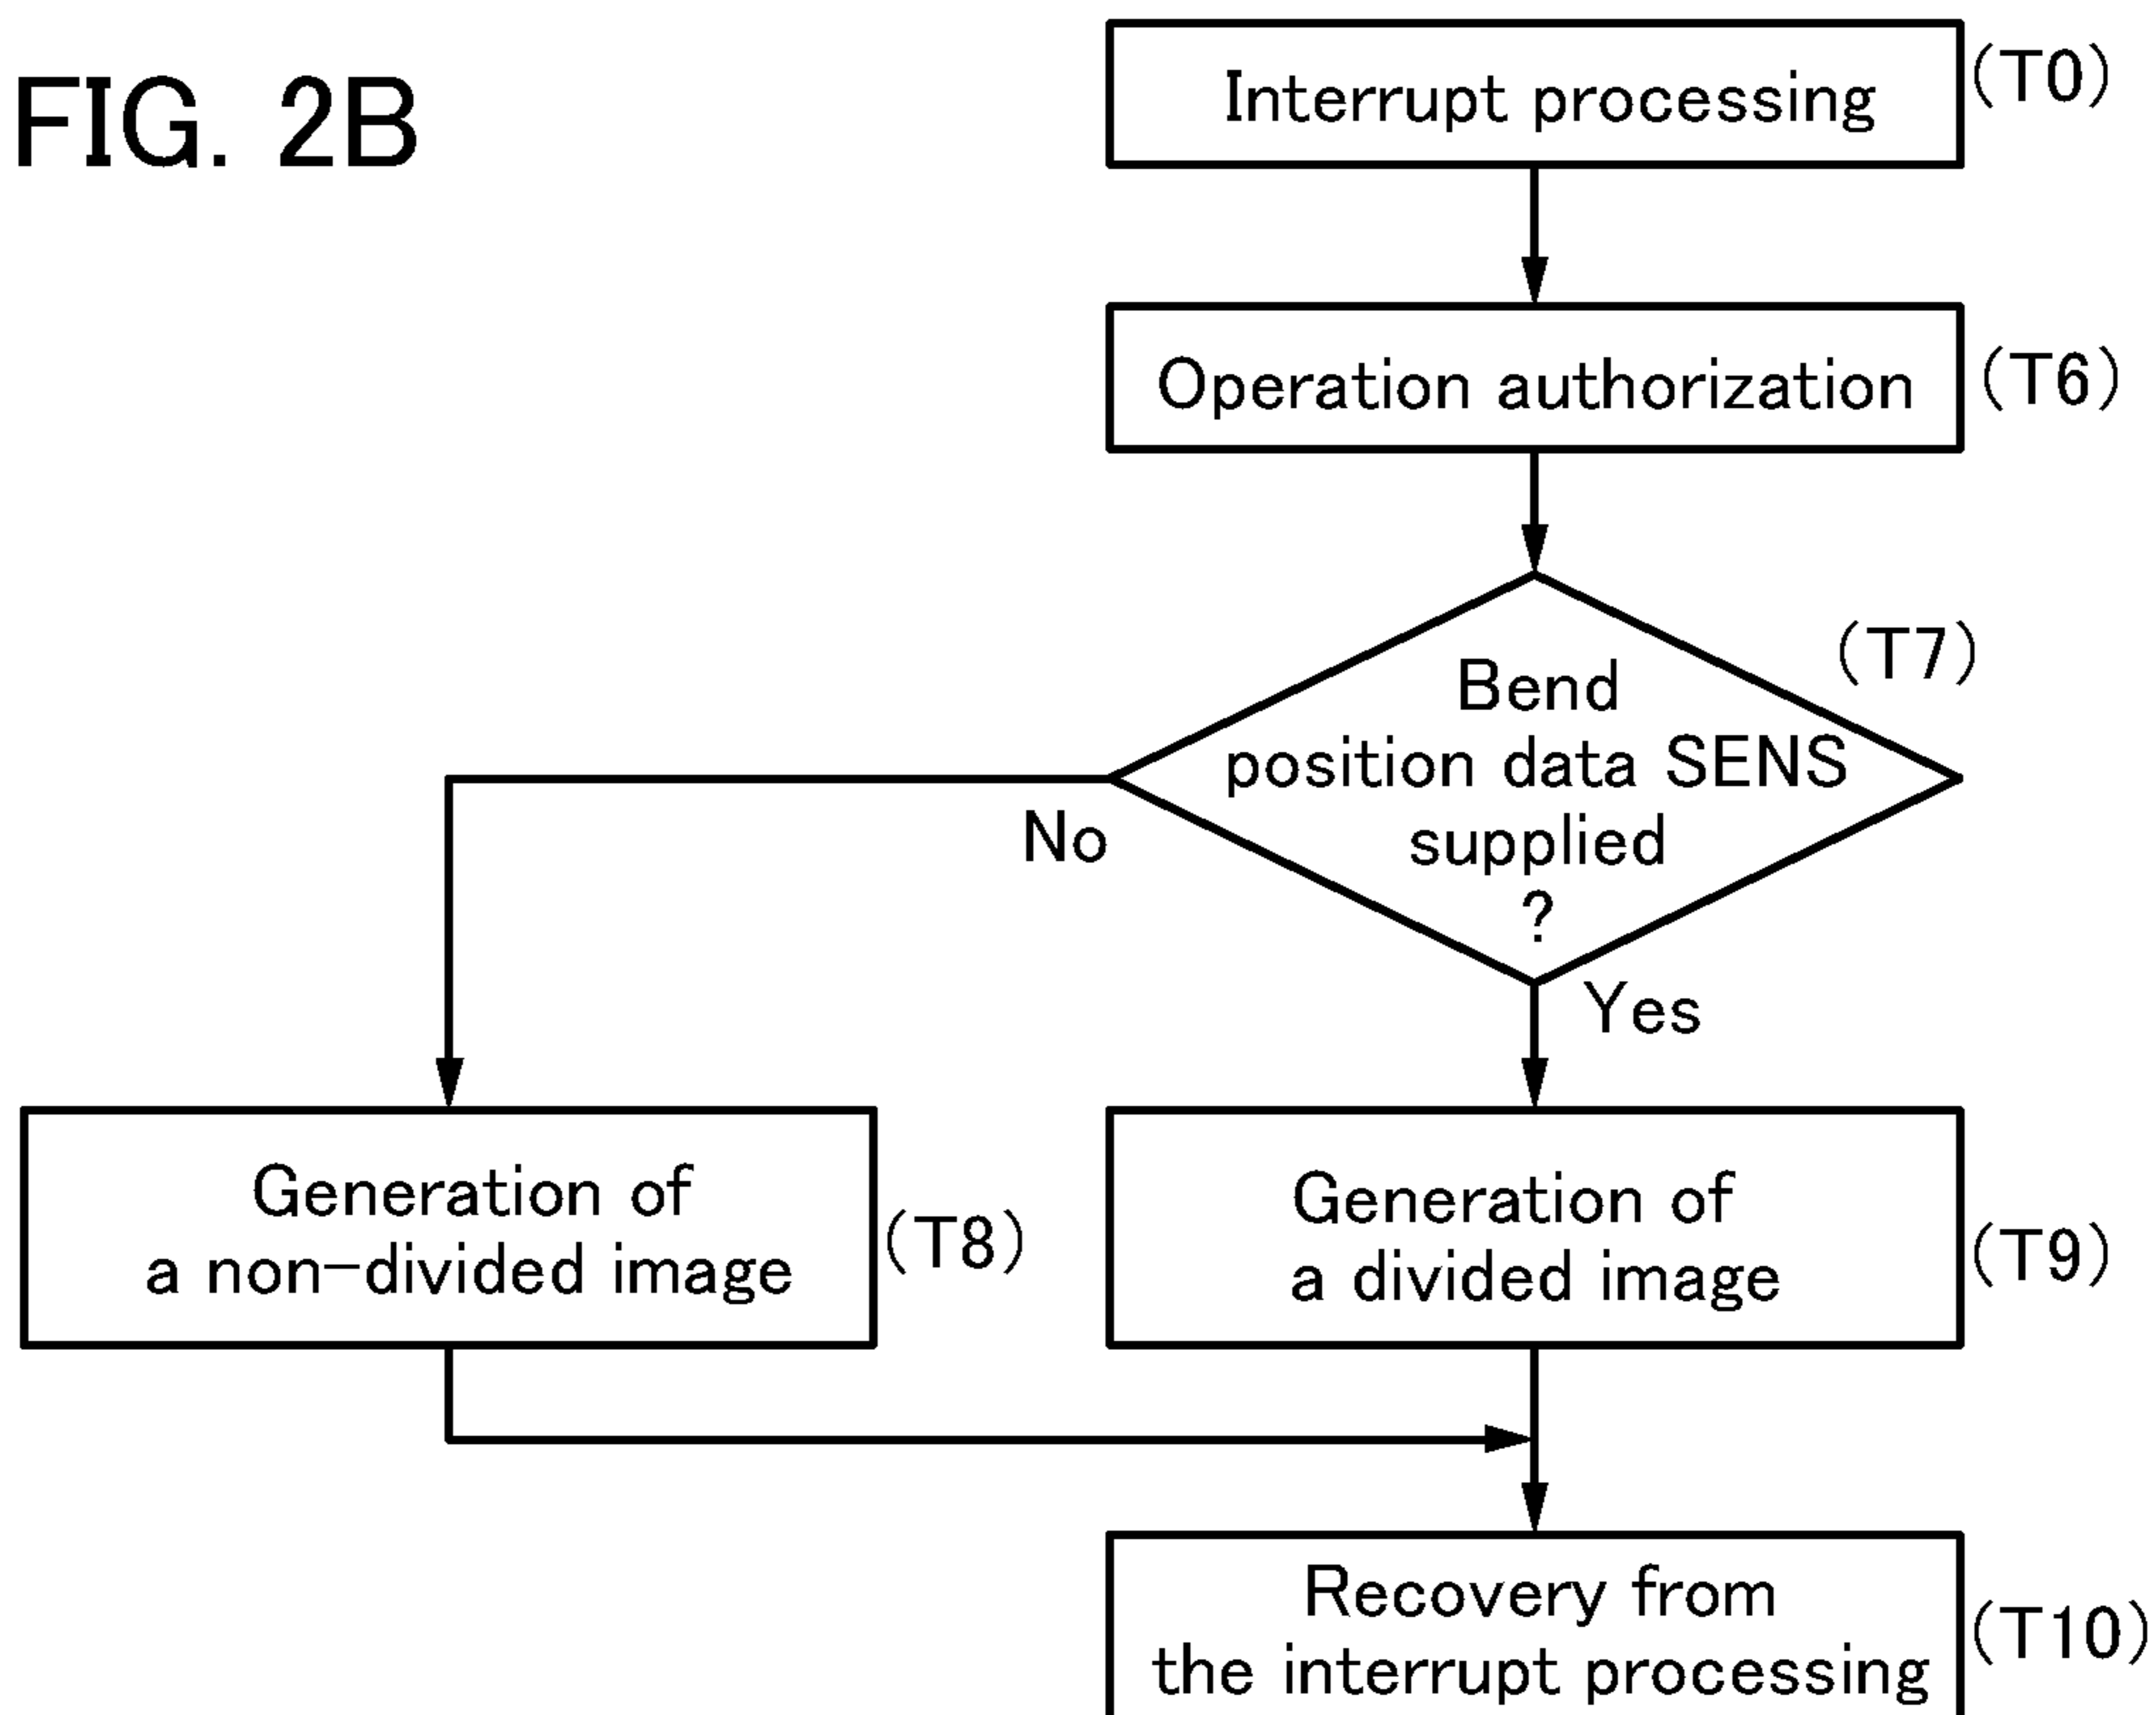 FIG. 2B
Interrupt processing
(T0)
Operation authorization
(T6)
(T7)
Bend
position data SENS
supplied
?
No
Yes
Generation of
a non-divided image
(T8)
Generation of
a divided image
(T9)
Recovery from
the interrupt processing
(T10)